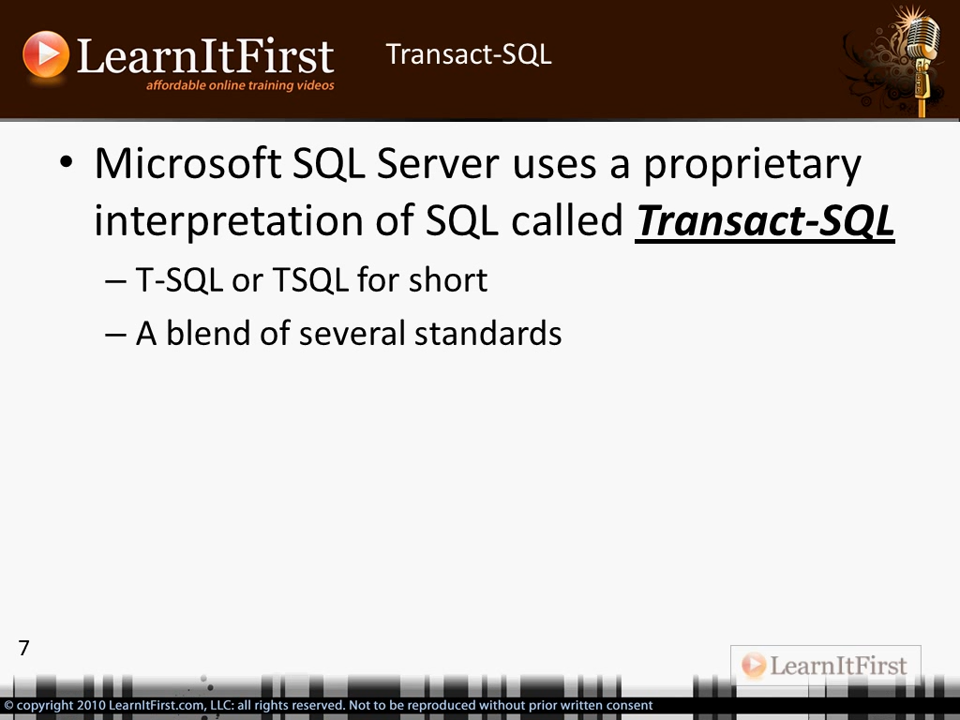 LearnItFirst
affordable online training videos
Transact-SQL
• Microsoft SQL Server uses a proprietary
interpretation of SQL called Transact-SQL
– T-SQL or TSQL for short
– A blend of several standards
7
LearnItFirst
© copyright 2010 LearnItFirst.com, LLC: all rights reserved. Not to be reproduced without prior written consent